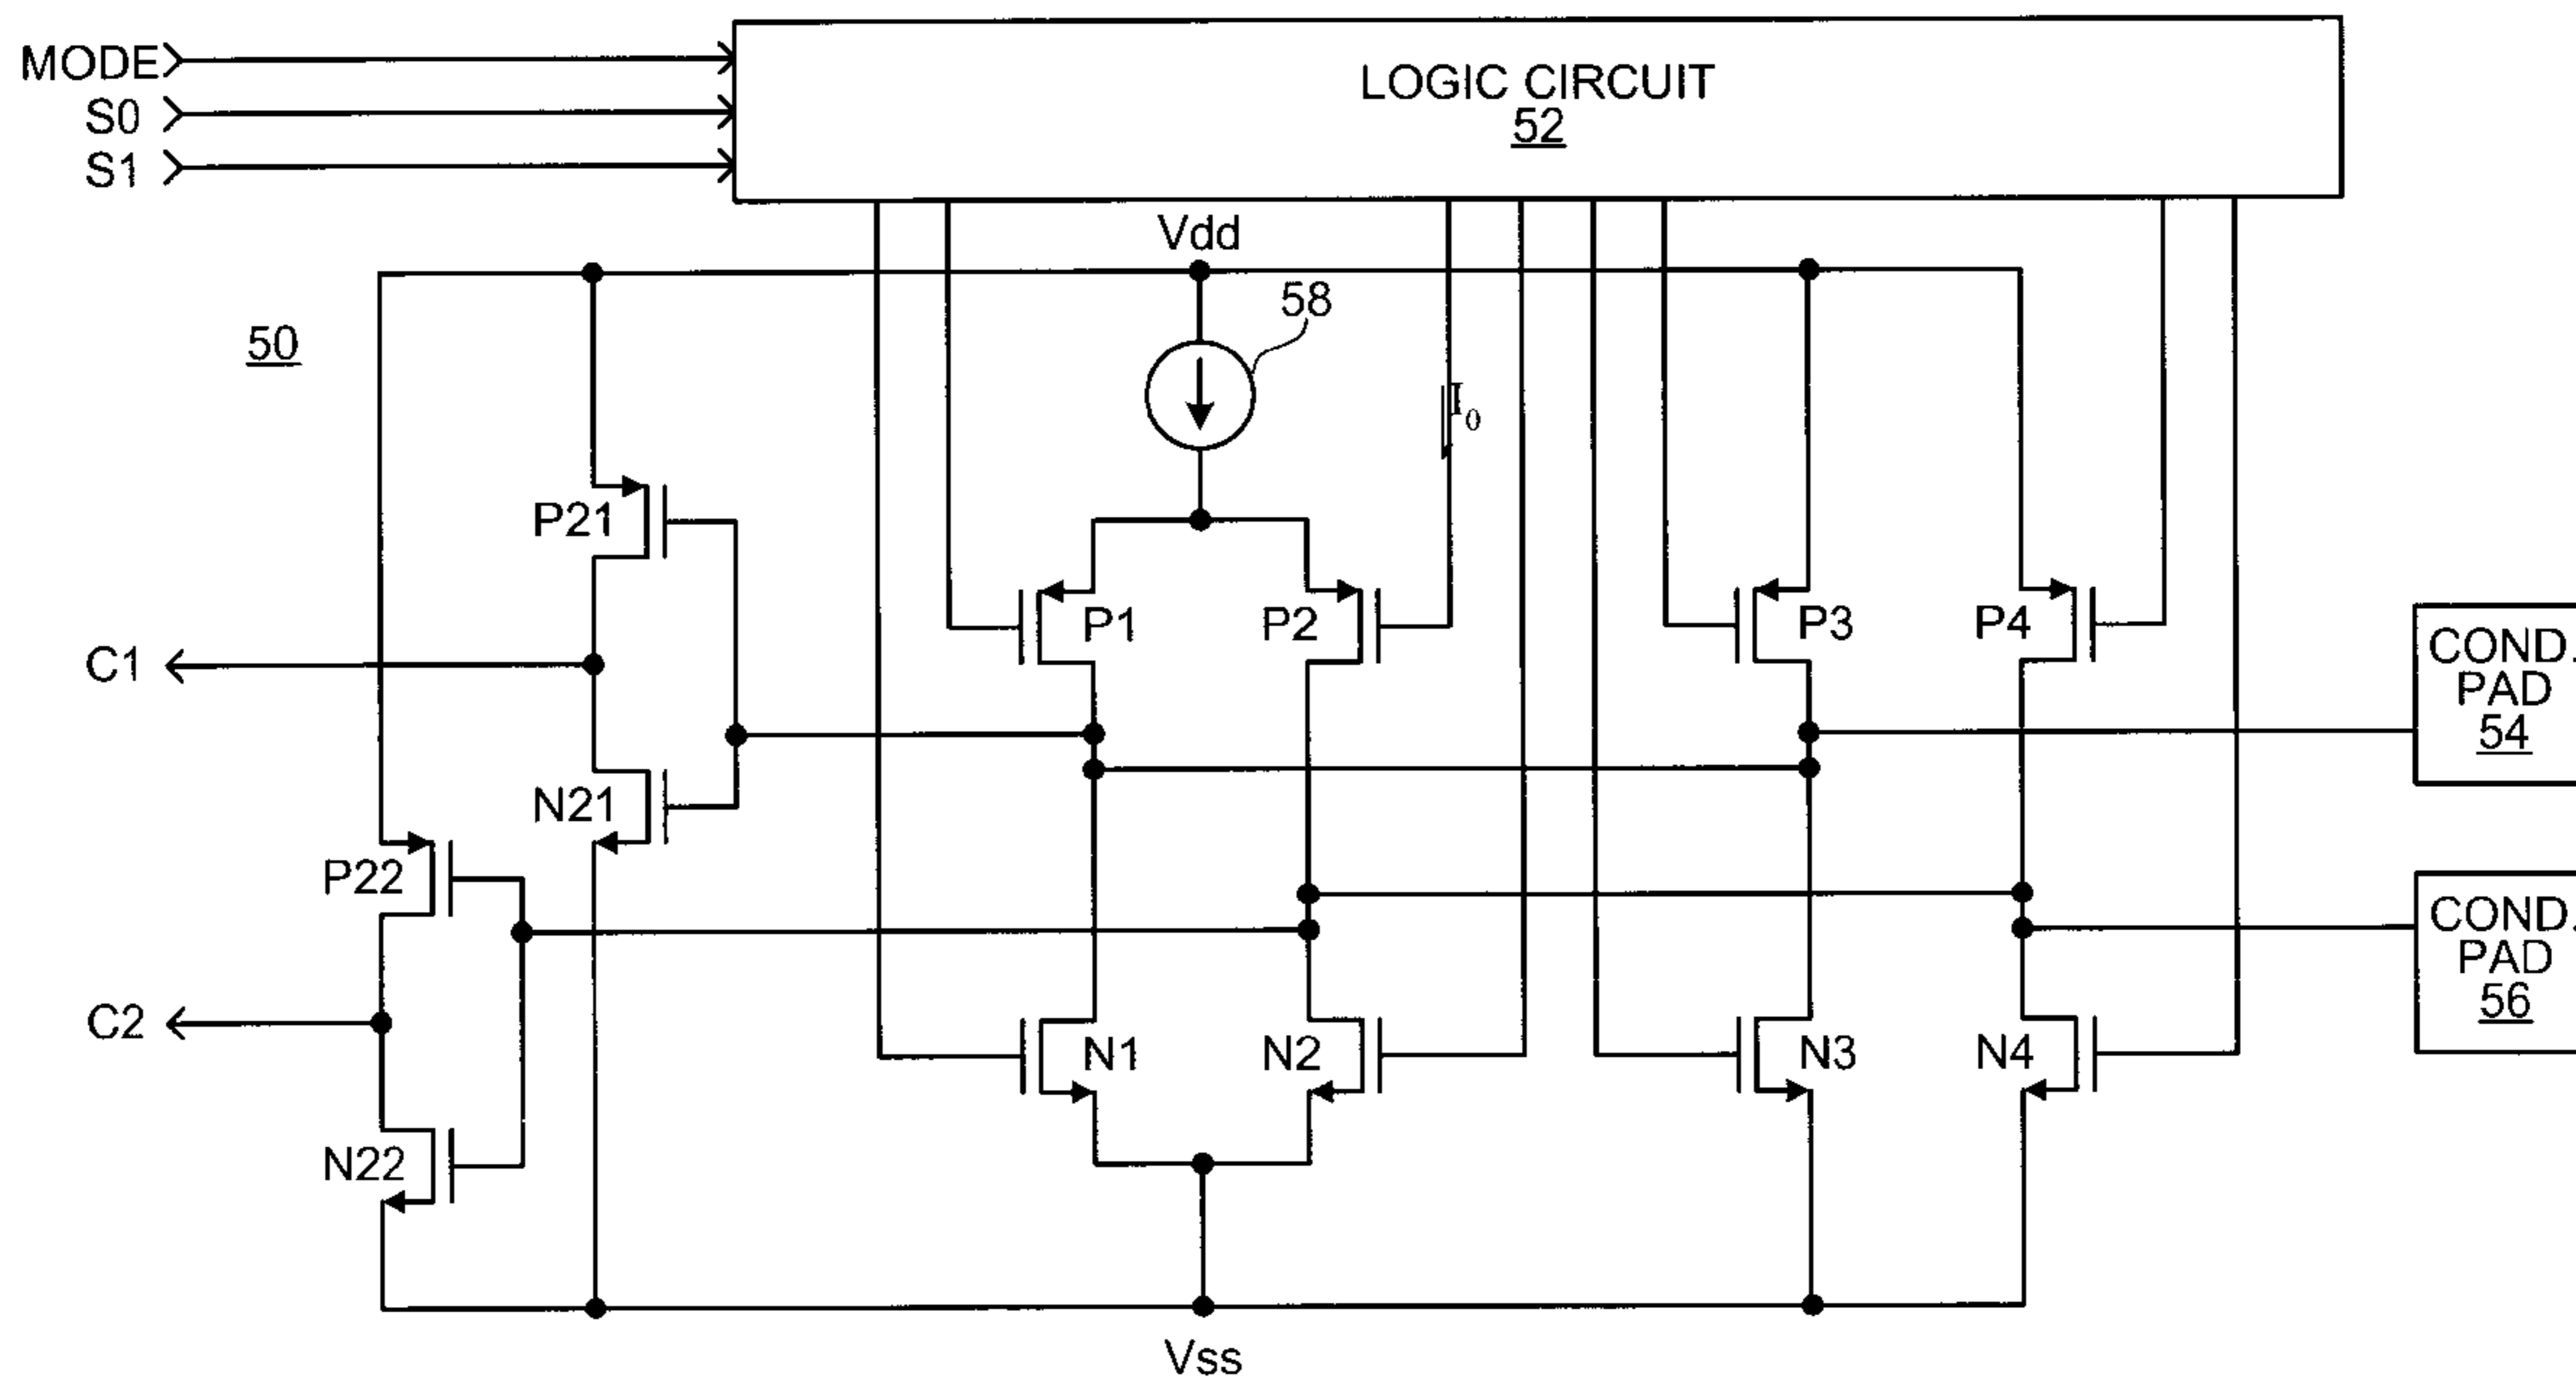 MODE
S0
S1
LOGIC CIRCUIT
52
Vdd
58
50
I0
P21
P1
P2
P3
P4
COND.
PAD
54
C1
N21
P22
COND.
PAD
56
C2
N1
N2
N3
N4
N22
Vss